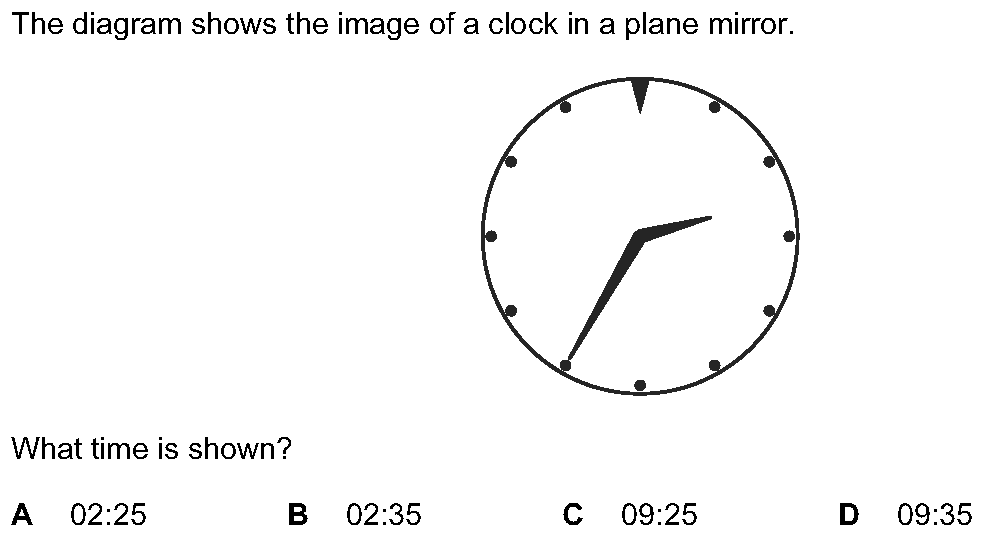 The diagram shows the image of a clock in a plane mirror.
What time is shown?
A 02:25 B 02:35 C 09:25 D 09:35